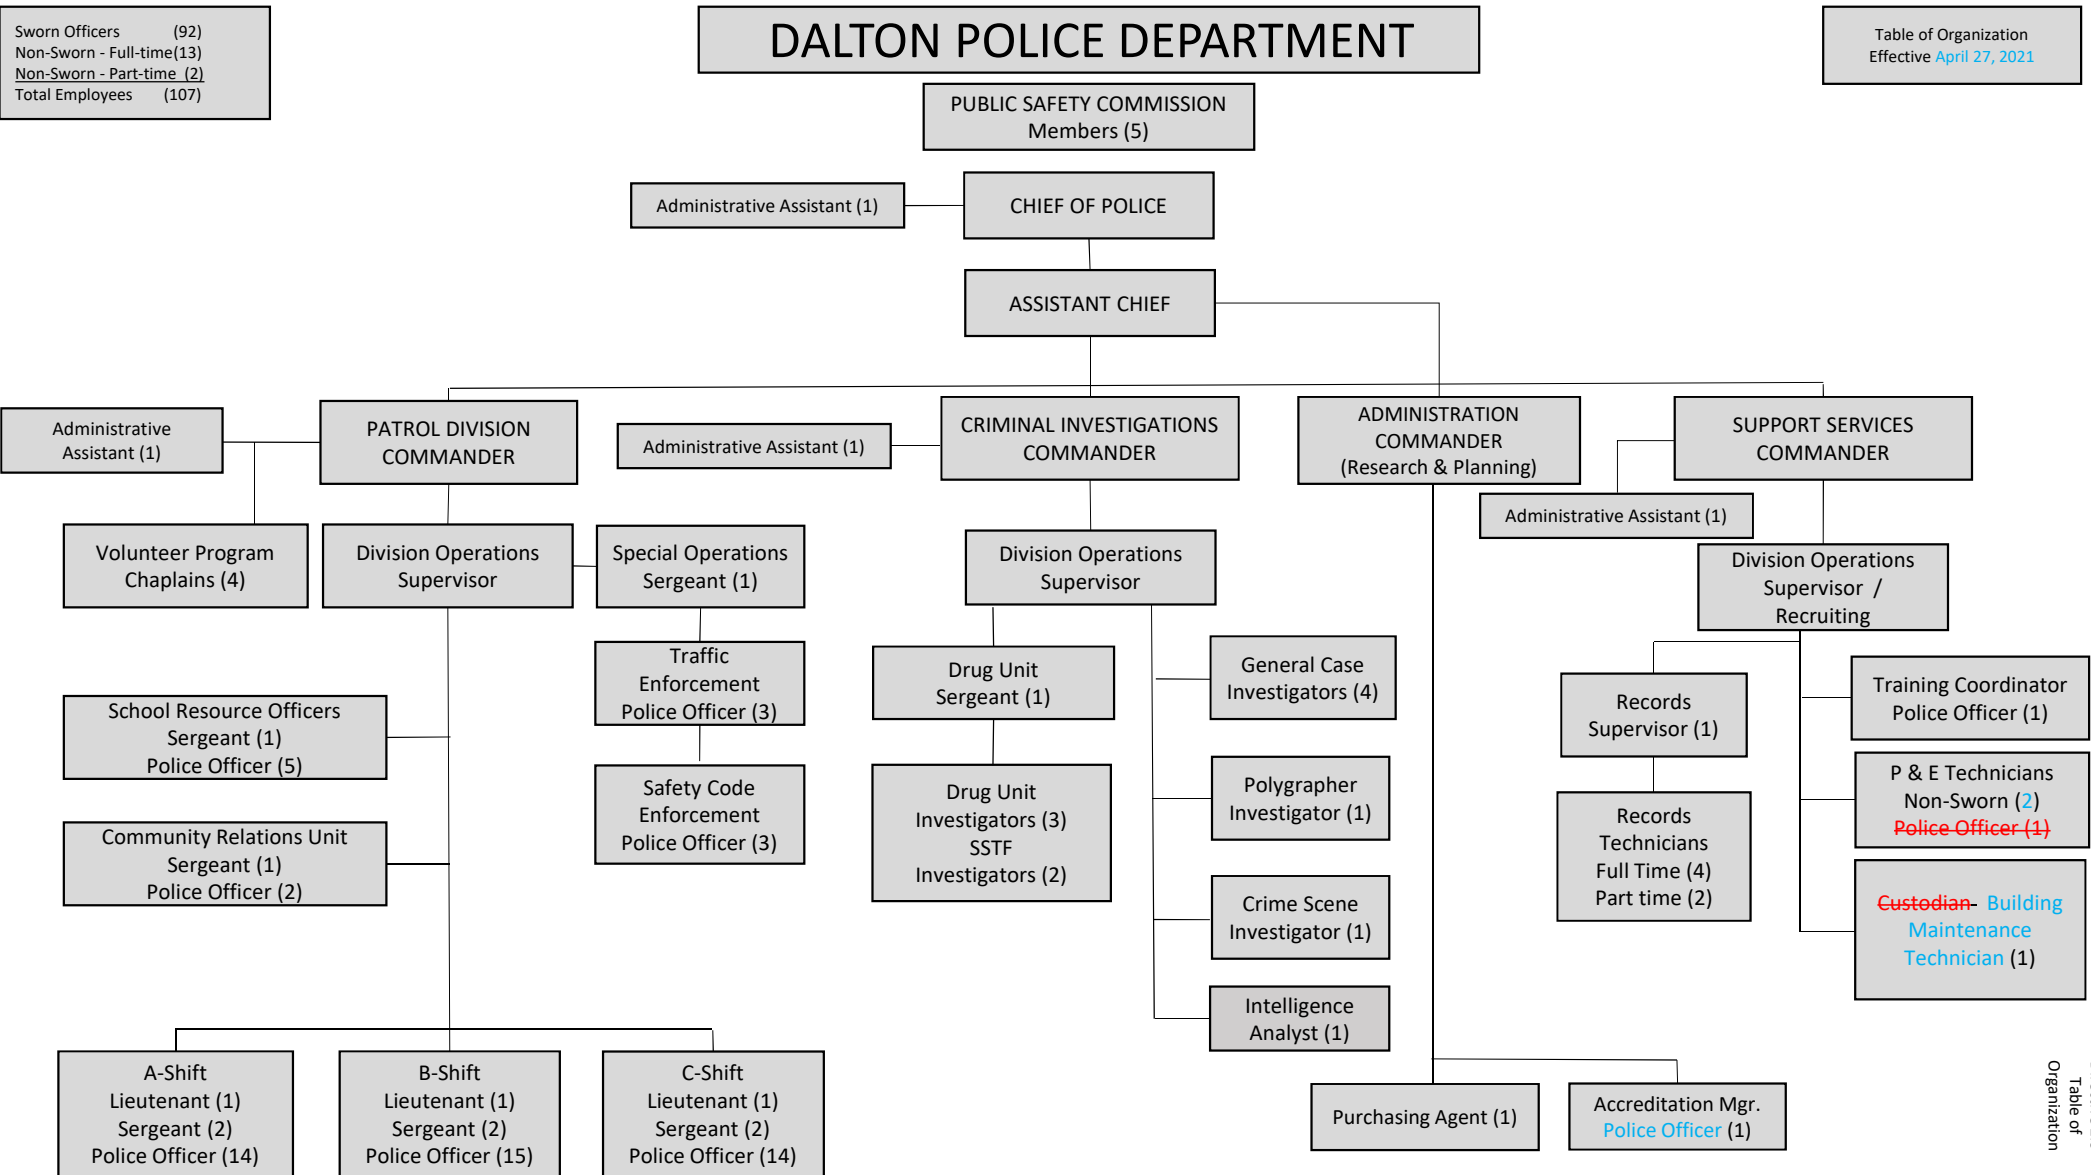 Sworn Officers (92)
Non-Sworn - Full-time(13)
Non-Sworn - Part-time (2)
Total Employees (107)
DALTON POLICE DEPARTMENT
Table of Organization
Effective April 27, 2021
PUBLIC SAFETY COMMISSION
Members (5)
Administrative Assistant (1)
CHIEF OF POLICE
ASSISTANT CHIEF
Administrative
Assistant (1)
PATROL DIVISION
COMMANDER
Administrative Assistant (1)
CRIMINAL INVESTIGATIONS
COMMANDER
ADMINISTRATION
COMMANDER
(Research & Planning)
SUPPORT SERVICES
COMMANDER
Administrative Assistant (1)
Volunteer Program
Chaplains (4)
Division Operations
Supervisor
Special Operations
Sergeant (1)
Division Operations
Supervisor
Division Operations
Supervisor /
Recruiting
Traffic
Enforcement
Police Officer (3)
Drug Unit
Sergeant (1)
General Case
Investigators (4)
Records
Supervisor (1)
Training Coordinator
Police Officer (1)
School Resource Officers
Sergeant (1)
Police Officer (5)
Safety Code
Enforcement
Police Officer (3)
Drug Unit
Investigators (3)
SSTF
Investigators (2)
Polygrapher
Investigator (1)
Records
Technicians
Full Time (4)
Part time (2)
P & E Technicians
Non-Sworn (2)
Police Officer (1)
Community Relations Unit
Sergeant (1)
Police Officer (2)
Crime Scene
Investigator (1)
Custodian- Building
Maintenance
Technician (1)
Intelligence
Analyst (1)
A-Shift
Lieutenant (1)
Sergeant (2)
Police Officer (14)
B-Shift
Lieutenant (1)
Sergeant (2)
Police Officer (15)
C-Shift
Lieutenant (1)
Sergeant (2)
Police Officer (14)
Purchasing Agent (1)
Accreditation Mgr.
Police Officer (1)
Table of
Organization